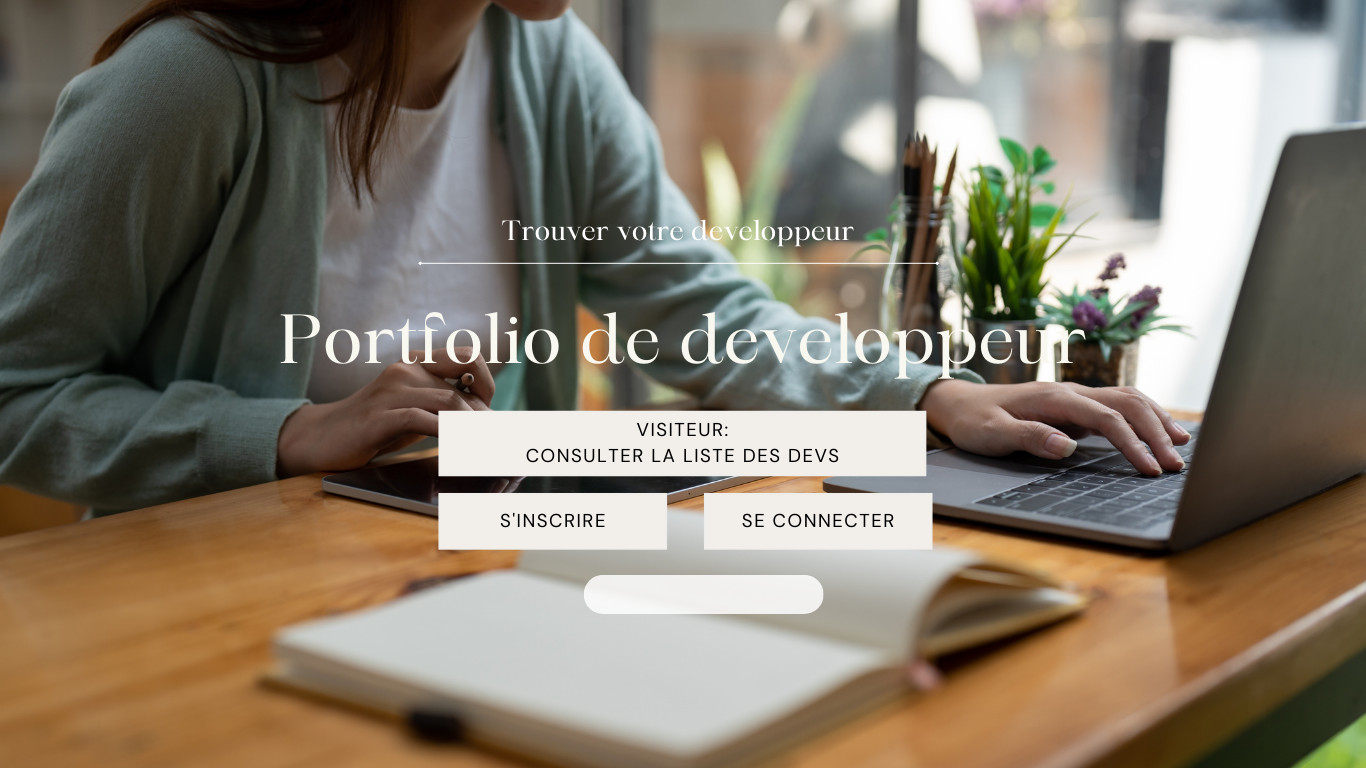 Trouver votre developpeur
Portfolio de developpeur
VISITEUR:
CONSULTER LA LISTE DES DEVS
S'INSCRIRE
SE CONNECTER